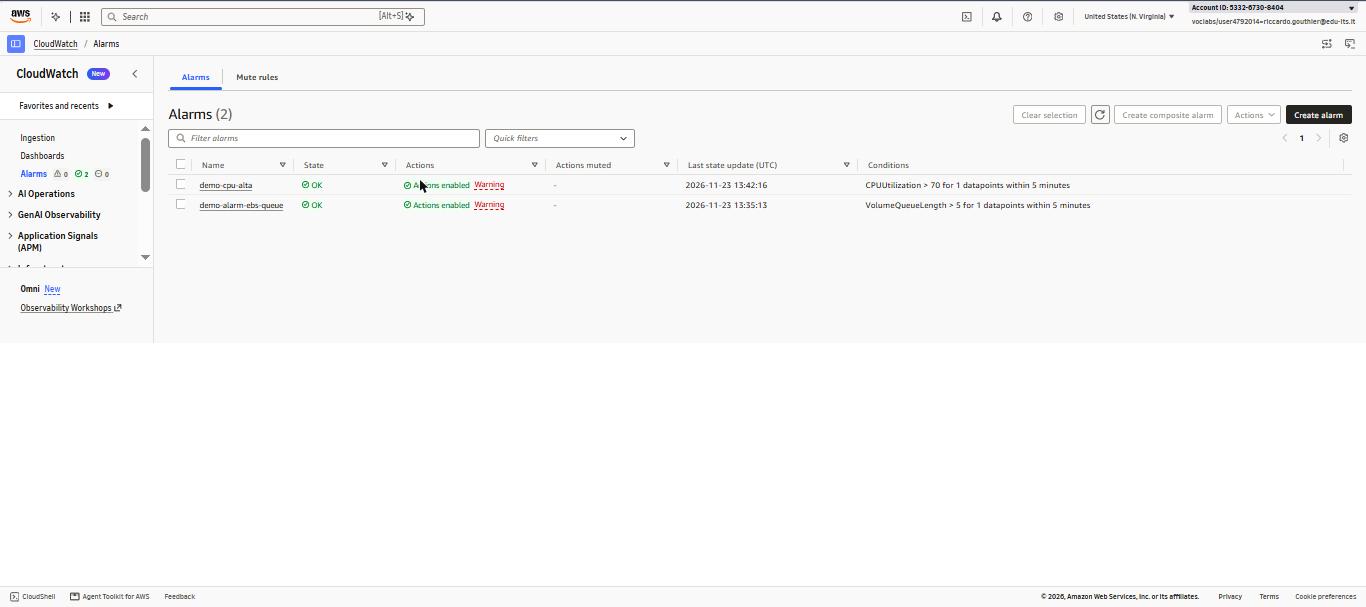 aws
Search [Alt+S]
United States (N. Virginia)
Account ID: 5332-6730-8404
voclabs/user4792014=riccardo.gouthier@edu-its.it
CloudWatch / Alarms
CloudWatch New
Favorites and recents
Ingestion
Dashboards
Alarms 0 2 0
AI Operations
GenAI Observability
Application Signals
(APM)
Omni New
Observability Workshops
Alarms Mute rules
Alarms (2)
Clear selection Create composite alarm Actions Create alarm
Filter alarms Quick filters 1
Name State Actions Actions muted Last state update (UTC) Conditions
demo-cpu-alta OK Actions enabled Warning - 2026-11-23 13:42:16 CPUUtilization > 70 for 1 datapoints within 5 minutes
demo-alarm-ebs-queue OK Actions enabled Warning - 2026-11-23 13:35:13 VolumeQueueLength > 5 for 1 datapoints within 5 minutes
CloudShell Agent Toolkit for AWS Feedback © 2026, Amazon Web Services, Inc. or its affiliates. Privacy Terms Cookie preferences